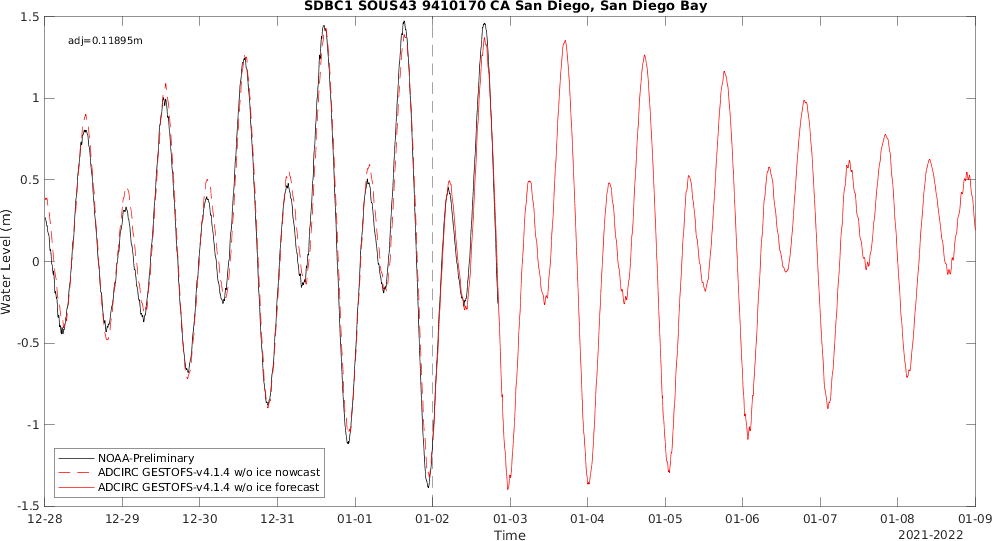 SDBC1 SOUS43 9410170 CA San Diego, San Diego Bay
adj=0.11895m
Water Level (m)
1.5
1
0.5
0
-0.5
-1
-1.5
NOAA-Preliminary
ADCIRC GESTOFS-v4.1.4 w/o ice nowcast
ADCIRC GESTOFS-v4.1.4 w/o ice forecast
12-28 12-29 12-30 12-31 01-01 01-02 01-03 01-04 01-05 01-06 01-07 01-08 01-09
Time
2021-2022